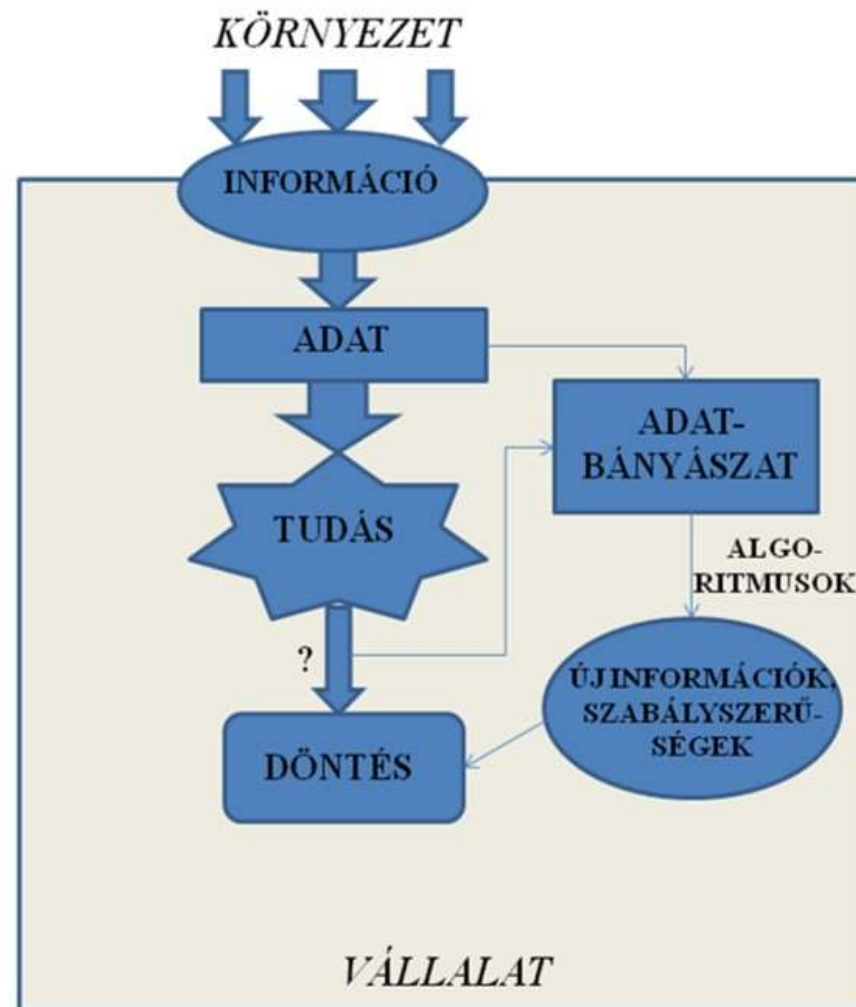 KÖRNYEZET
INFORMÁCIÓ
ADAT
ADAT-
BÁNYÁSZAT
TUDÁS
ALGO-
RITMUSOK
?
ÚJ INFORMÁCIÓK,
SZABÁLYSZERŰ-
SÉGEK
DÖNTÉS
VÁLLALAT